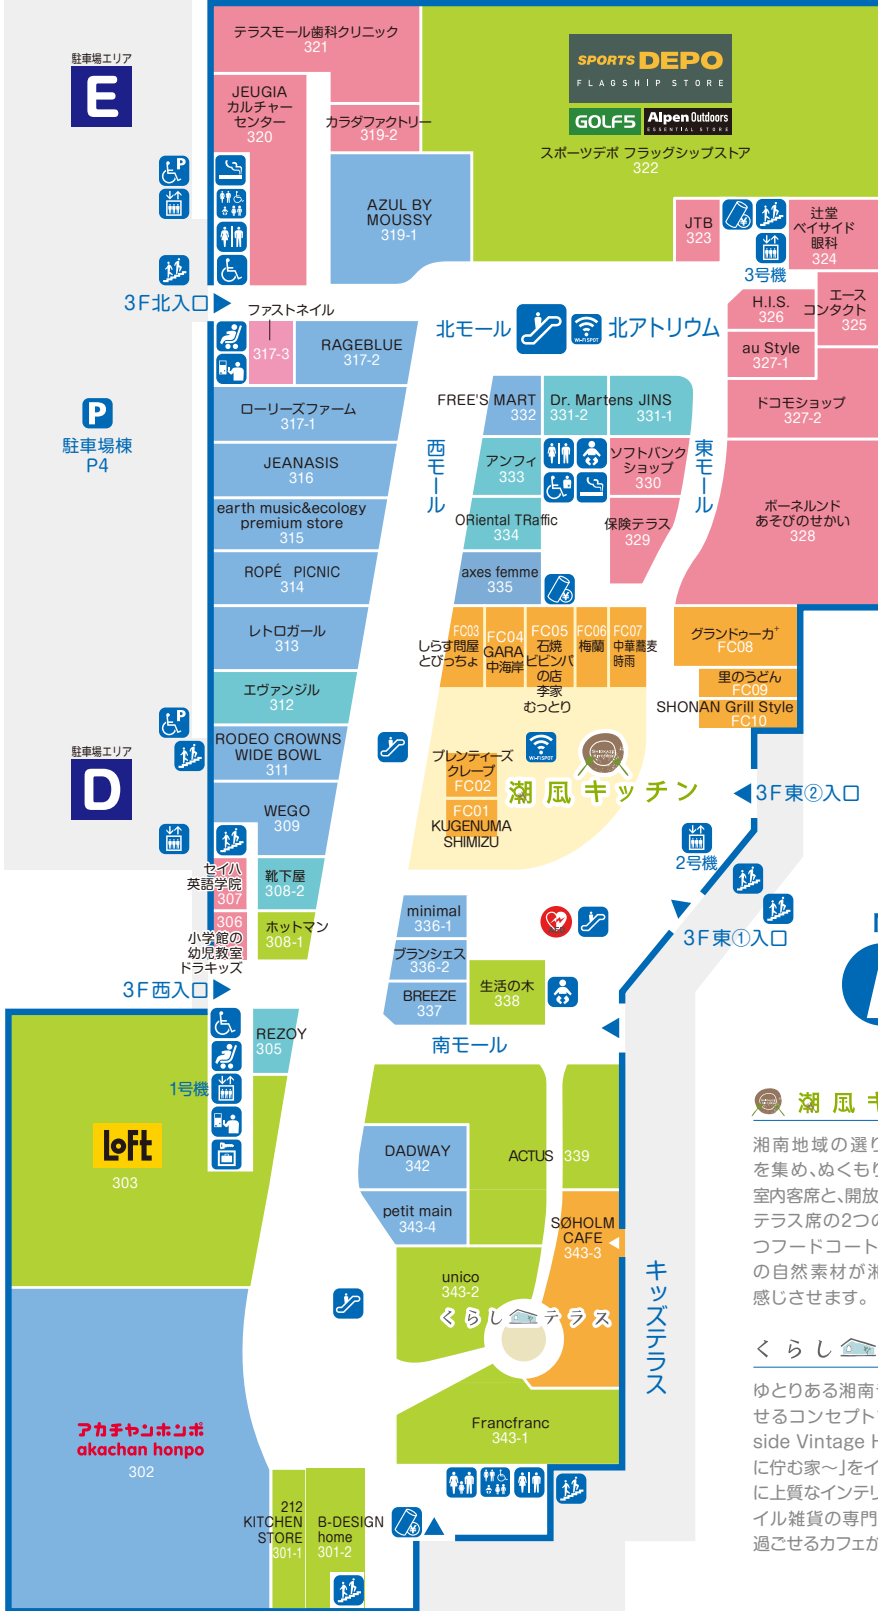 テラスモール歯科クリニック
321
駐車場エリア
E
SPORTS DEPO
FLAGSHIP STORE
GOLF5
Alpen Outdoors
ESSENTIAL STORE
スポーツデポ フラッグシップストア
322
JEUGIA
カルチャー
センター
320
カラダファクトリー
319-2
AZUL BY
MOUSSY
319-1
JTB
323
辻堂
ベイサイド
眼科
324
3号機
3F北入口
ファストネイル
317-3
RAGEBLUE
317-2
北モール
Wi-Fi SPOT
北アトリウム
H.I.S.
326
エース
コンタクト
325
au Style
327-1
ドコモショップ
327-2
P
駐車場棟
P4
ローリーズファーム
317-1
FREE'S MART
332
Dr. Martens
331-2
JINS
331-1
西モール
東モール
JEANASIS
316
アンフィ
333
ソフトバンク
ショップ
330
ボーネルンド
あそびのせかい
328
earth music&ecology
premium store
315
ORiental TRaffic
334
保険テラス
329
ROPÉ PICNIC
314
axes femme
335
レトロガール
313
FC03
しらす問屋
とびっちょ
FC04
GARA
中海岸
FC05
石焼
ビビンバ
の店
李家
むっとり
FC06
梅蘭
FC07
中華蕎麦
時雨
グランドゥーカ+
FC08
里のうどん
FC09
SHONAN Grill Style
FC10
エヴァンジル
312
RODEO CROWNS
WIDE BOWL
311
駐車場エリア
D
プレンティーズ
クレープ
FC02
Wi-Fi SPOT
潮風キッチン
FC01
KUGENUMA
SHIMIZU
3F東②入口
WEGO
309
2号機
セイハ
英語学院
307
靴下屋
308-2
306
小学館の
幼児教室
ドラキッズ
ホットマン
308-1
minimal
336-1
3F東①入口
ブランシェス
336-2
BREEZE
337
生活の木
338
3F西入口
REZOY
305
南モール
1号機
LoFt
303
DADWAY
342
ACTUS 339
petit main
343-4
SØHOLM
CAFE
343-3
unico
343-2
くらしテラス
キッズテラス
Francfranc
343-1
アカチャンホンポ
akachan honpo
302
212
KITCHEN
STORE
301-1
B-DESIGN
home
301-2
潮風キ
湘南地域の選り
を集め、ぬくもり
室内客席と、開放
テラス席の2つの
つフードコート
の自然素材が湘
感じさせます。
くらし
ゆとりある湘南
せるコンセプト
side Vintage H
に佇む家～」をイ
に上質なインテリ
イル雑貨の専門
過ごせるカフェが